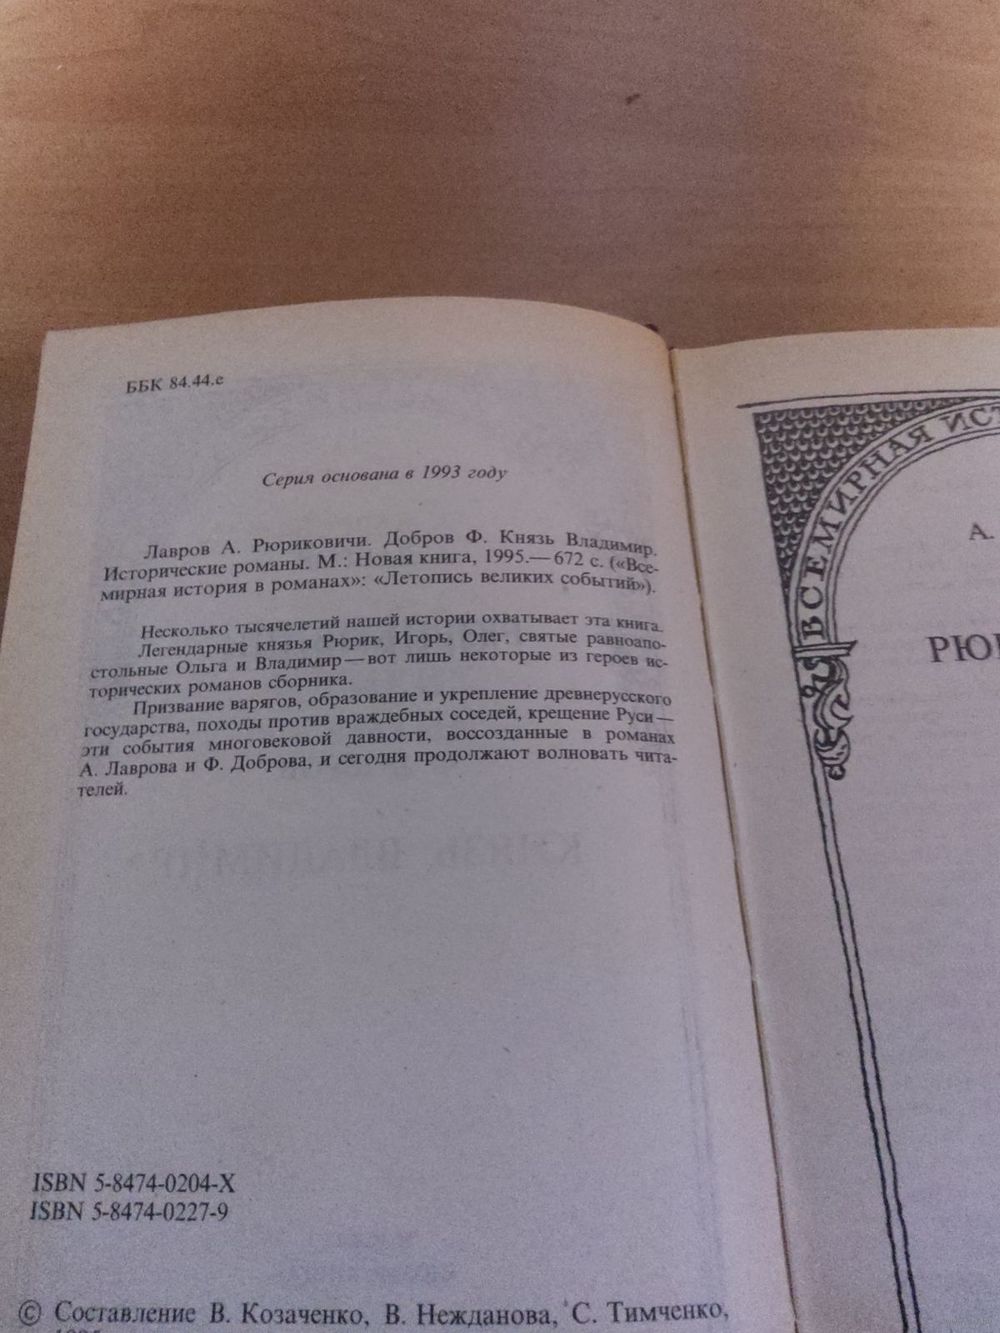 ББК 84.44.е
Серия основана в 1993 году
Лавров А. Рюриковичи. Добров Ф. Князь Владимир.
Исторические романы. М.: Новая книга, 1995.— 672 с. («Все-
мирная история в романах»: «Летопись великих событий»).
Несколько тысячелетий нашей истории охватывает эта книга.
Легендарные князья Рюрик, Игорь, Олег, святые равноапо-
стольные Ольга и Владимир — вот лишь некоторые из героев ис-
торических романов сборника.
Призвание варягов, образование и укрепление древнерусского
государства, походы против враждебных соседей, крещение Руси —
эти события многовековой давности, воссозданные в романах
А. Лаврова и Ф. Доброва, и сегодня продолжают волновать чита-
телей.
ISBN 5-8474-0204-X
ISBN 5-8474-0227-9
© Составление В. Козаченко, В. Нежданова, С. Тимченко,
ВСЕМИРНАЯ ИСТ
А.
РЮР